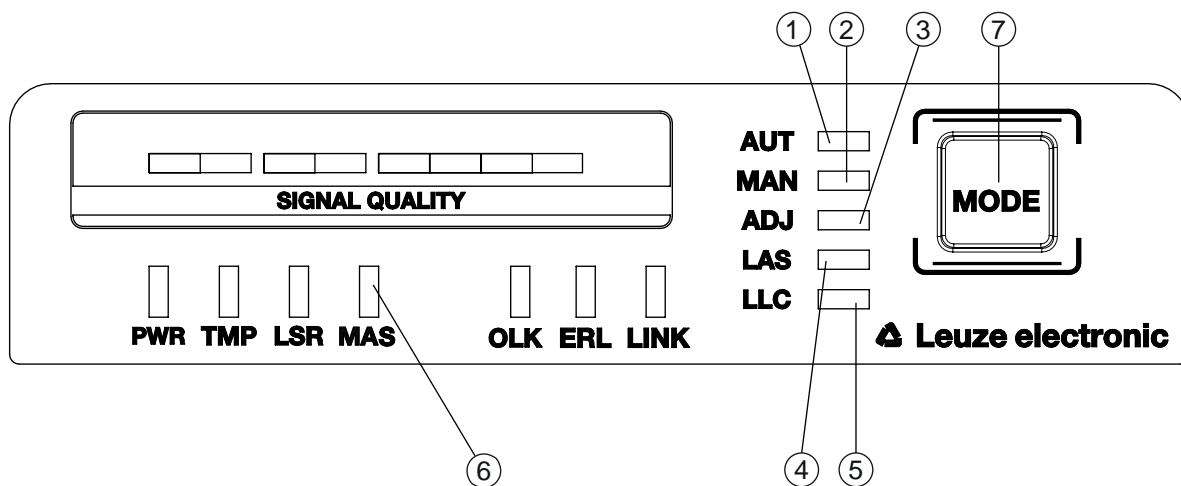 1 2 3 7
AUT
MAN
ADJ
LAS
LLC
MODE
SIGNAL QUALITY
PWR TMP LSR MAS OLK ERL LINK
Leuze electronic
6 4 5